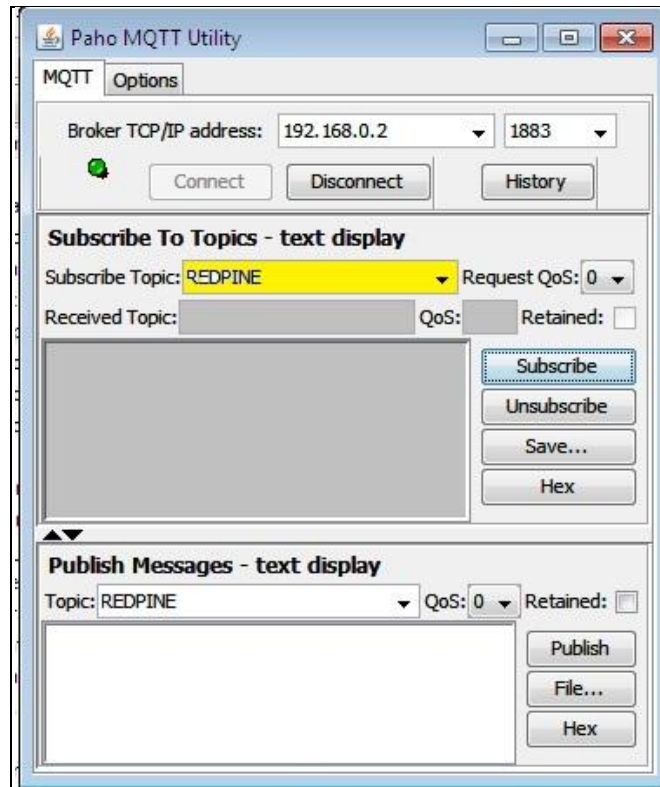 Paho MQTT Utility
MQTT Options
Broker TCP/IP address: 192.168.0.2 1883
Connect Disconnect History
Subscribe To Topics - text display
Subscribe Topic: REDPINE Request QoS: 0
Received Topic: QoS: Retained:
Subscribe
Unsubscribe
Save...
Hex
Publish Messages - text display
Topic: REDPINE QoS: 0 Retained:
Publish
File...
Hex